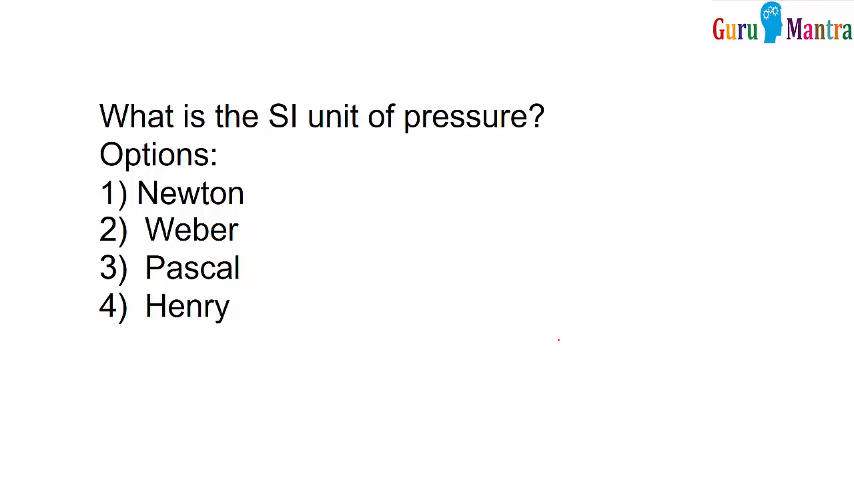 Guru Mantra
What is the SI unit of pressure?
Options:
1) Newton
2) Weber
3) Pascal
4) Henry